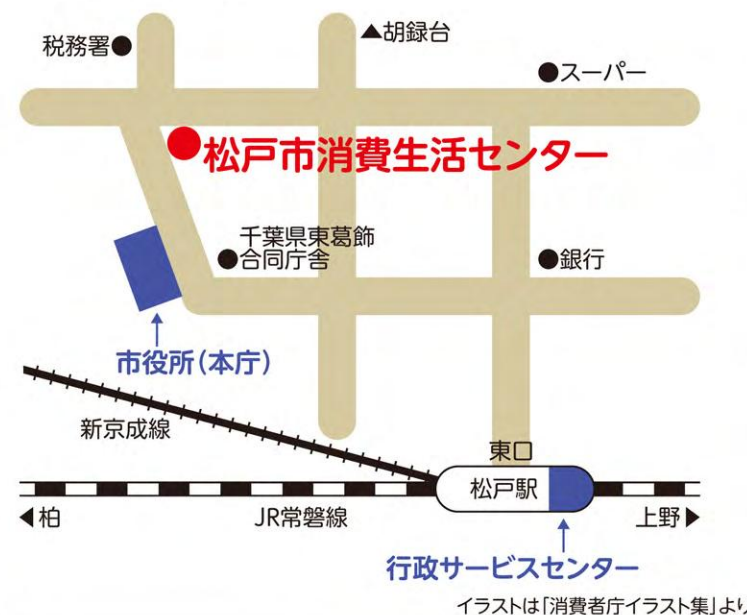 税務署●
▲胡録台
●スーパー
●松戸市消費生活センター
千葉県東葛飾
●合同庁舎
●銀行
市役所（本庁）
新京成線
東口
松戸駅
◀柏
JR常磐線
上野▶
行政サービスセンター
イラストは「消費者庁イラスト集」より